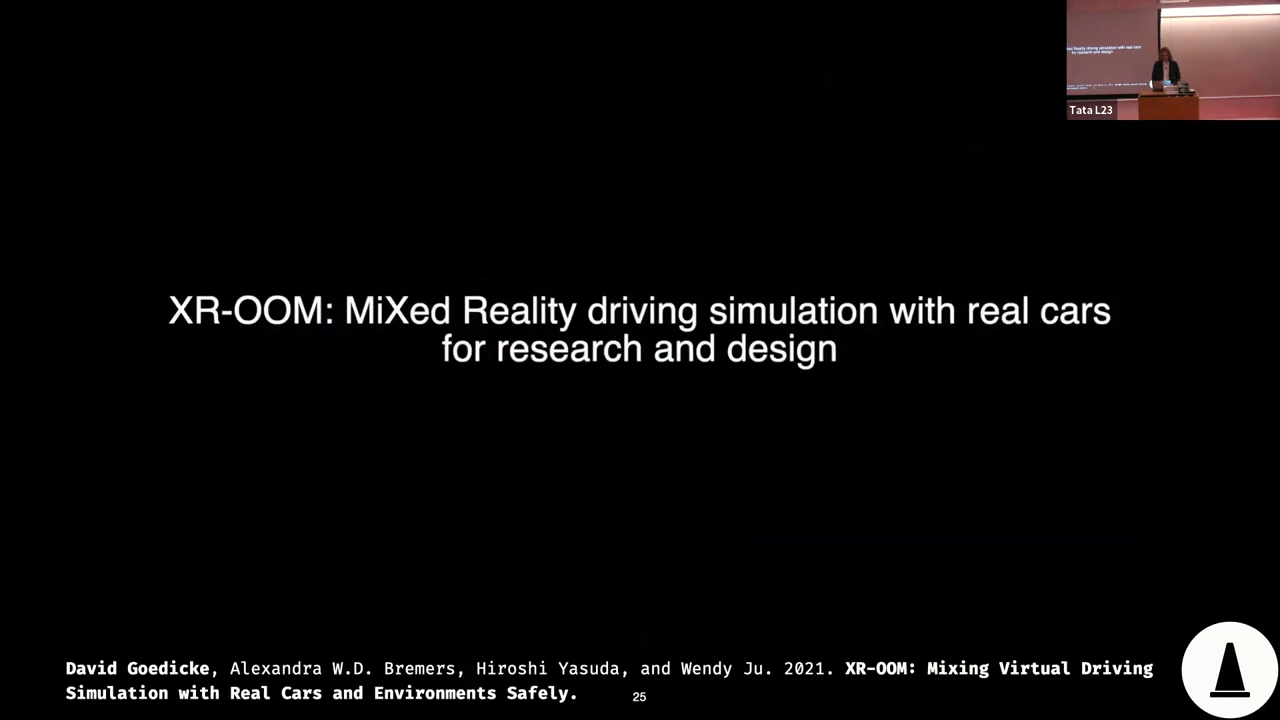 Tata L23
XR-OOM: MiXed Reality driving simulation with real cars
for research and design
David Goedicke, Alexandra W.D. Bremers, Hiroshi Yasuda, and Wendy Ju. 2021. XR-OOM: Mixing Virtual Driving
Simulation with Real Cars and Environments Safely.
25